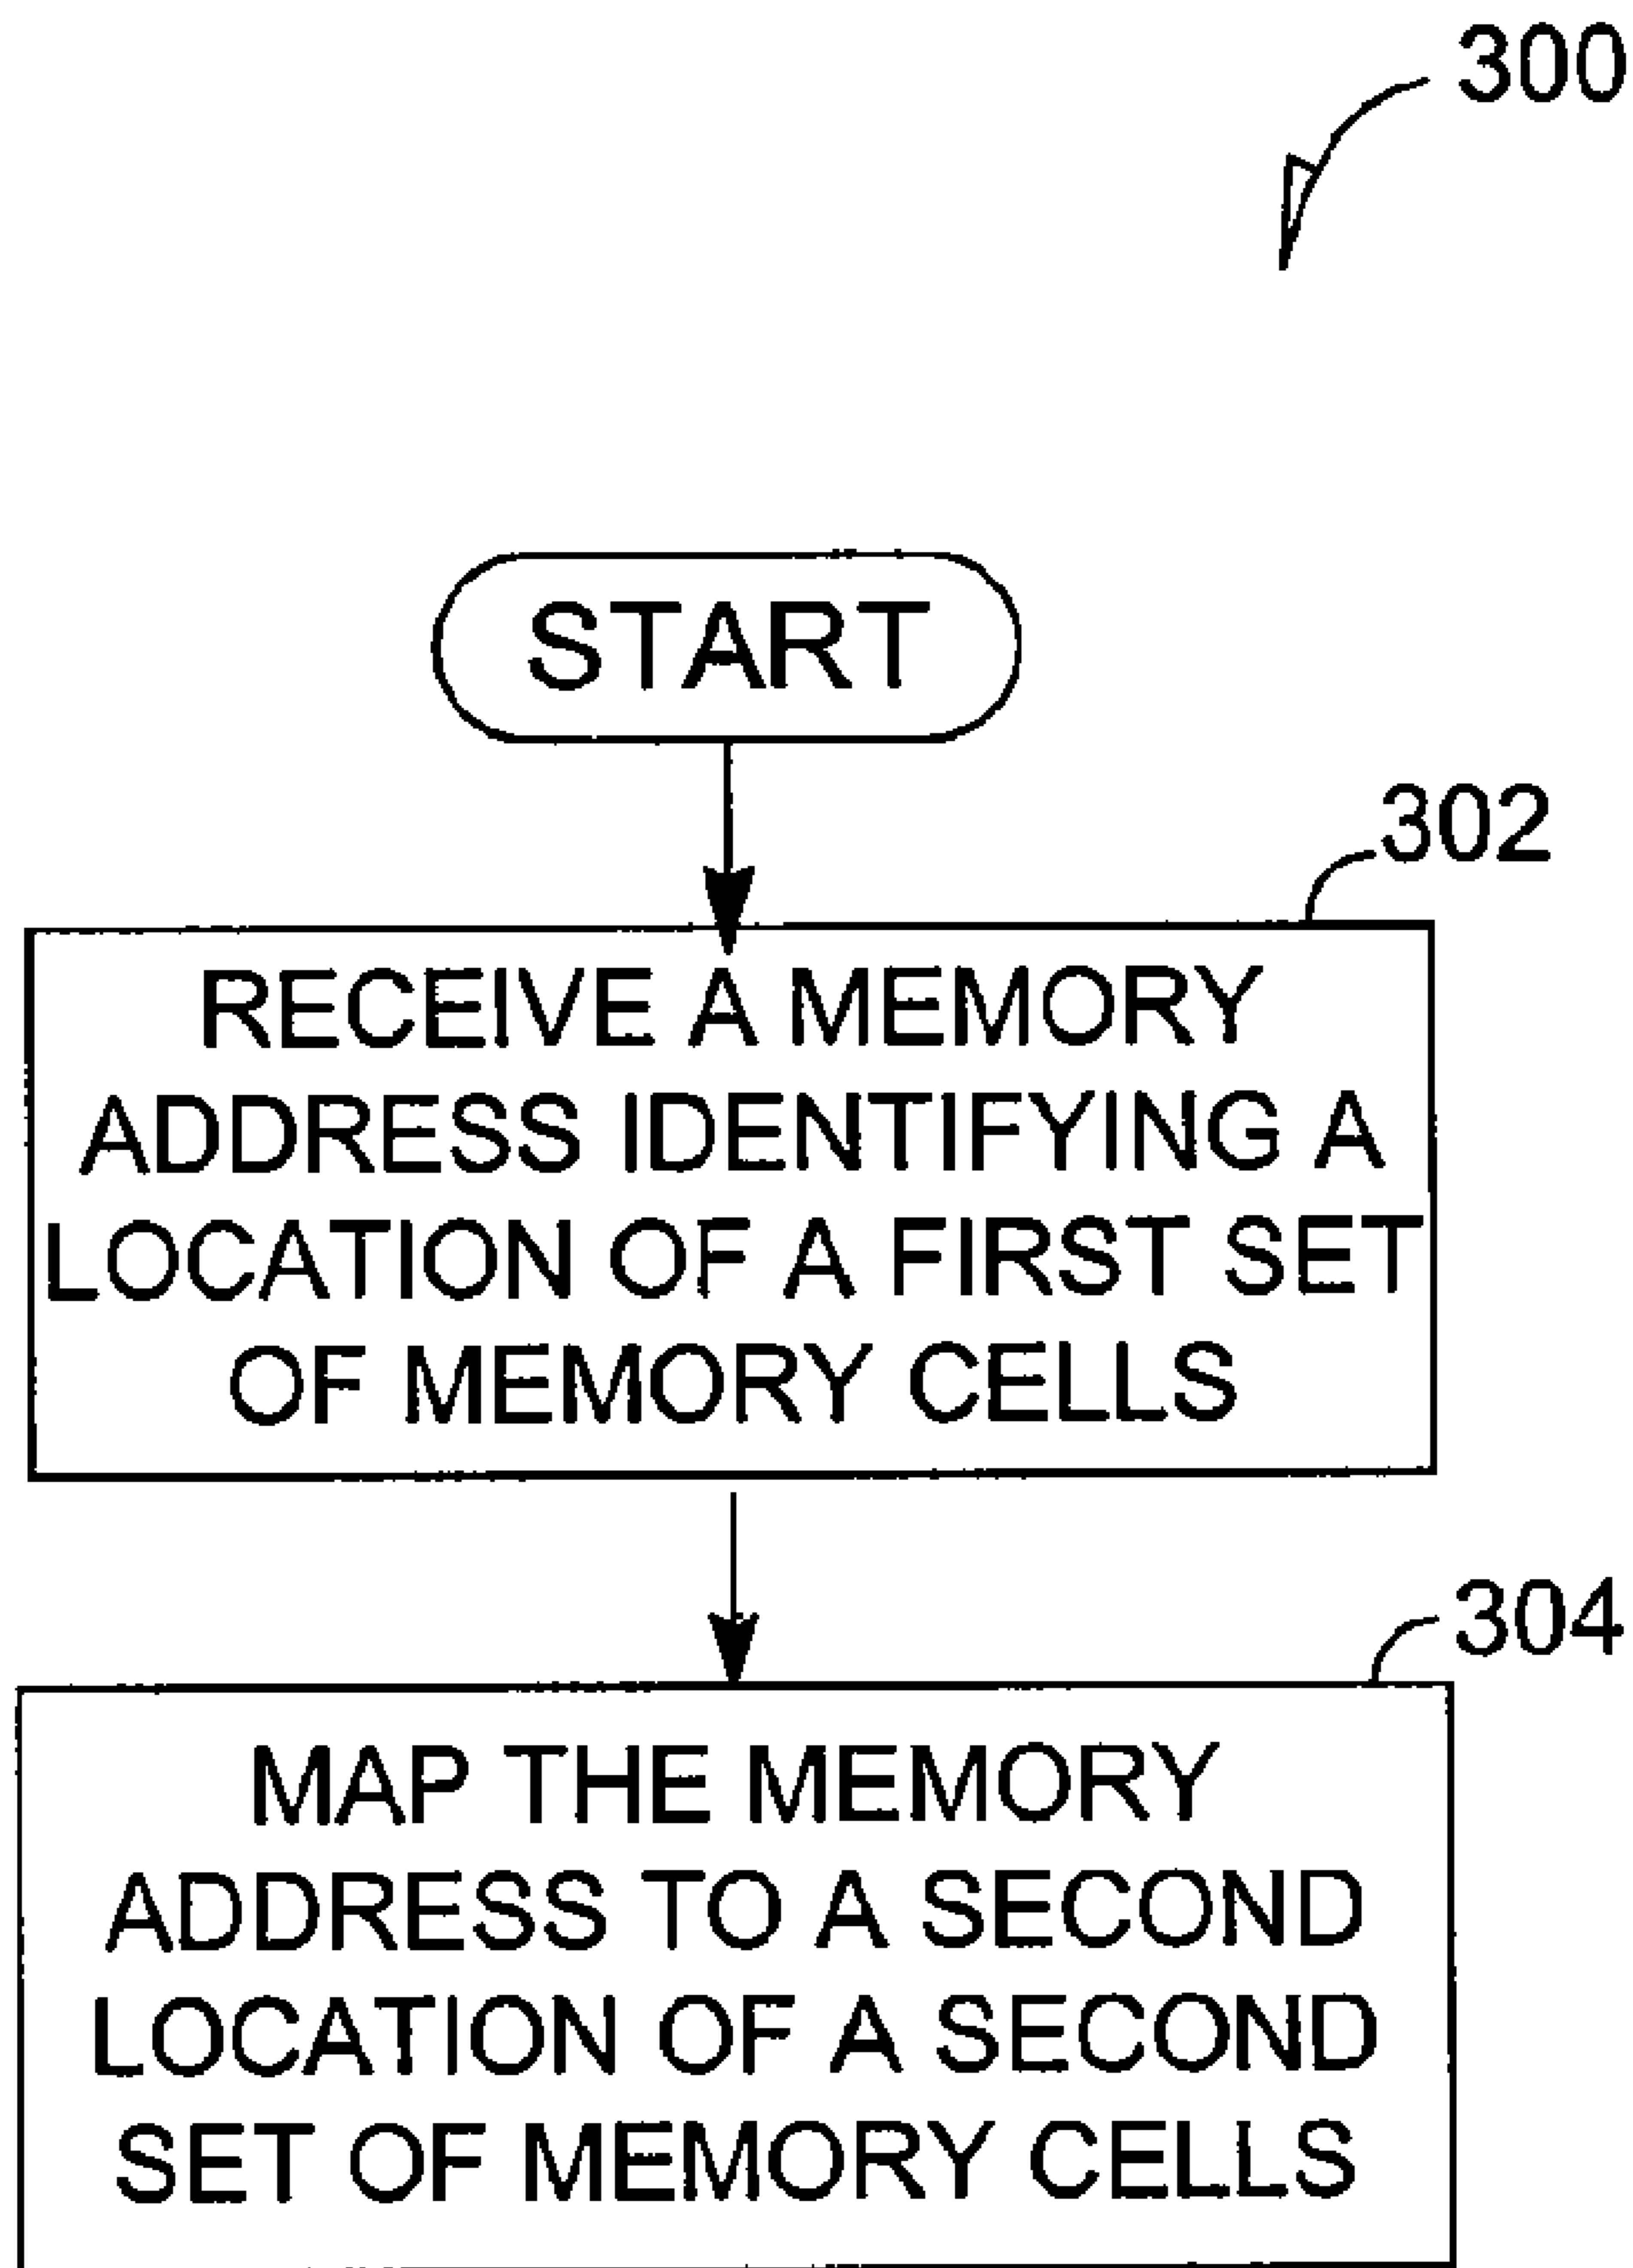 300
START
302
RECEIVE A MEMORY
ADDRESS IDENTIFYING A
LOCATION OF A FIRST SET
OF MEMORY CELLS
304
MAP THE MEMORY
ADDRESS TO A SECOND
LOCATION OF A SECOND
SET OF MEMORY CELLS